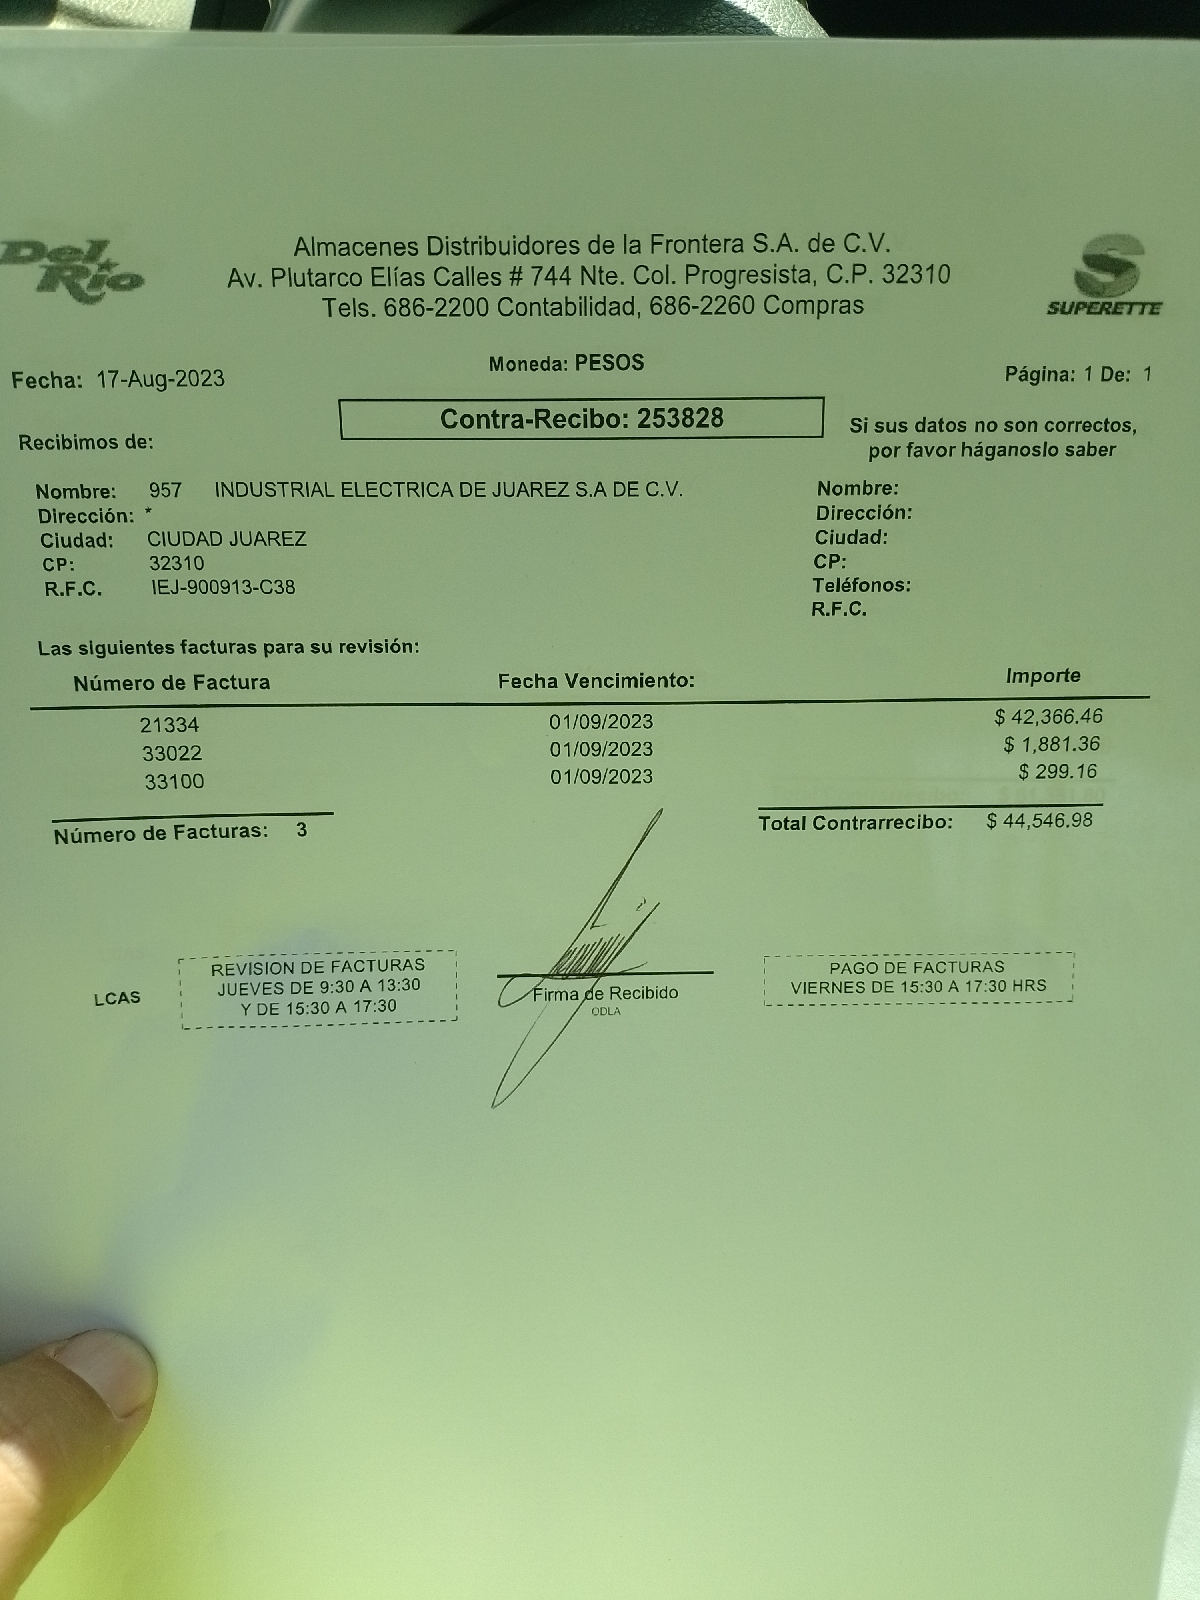 Del Rio
Almacenes Distribuidores de la Frontera S.A. de C.V.
Av. Plutarco Elías Calles # 744 Nte. Col. Progresista, C.P. 32310
Tels. 686-2200 Contabilidad, 686-2260 Compras
S
SUPERETTE
Fecha: 17-Aug-2023
Moneda: PESOS
Página: 1 De: 1
Contra-Recibo: 253828
Recibimos de:
Si sus datos no son correctos,
por favor háganoslo saber
Nombre: 957 INDUSTRIAL ELECTRICA DE JUAREZ S.A DE C.V.
Dirección: *
Ciudad: CIUDAD JUAREZ
CP: 32310
R.F.C. IEJ-900913-C38
Nombre:
Dirección:
Ciudad:
CP:
Teléfonos:
R.F.C.
Las siguientes facturas para su revisión:
Número de Factura Fecha Vencimiento: Importe
21334 01/09/2023 $ 42,366.46
33022 01/09/2023 $ 1,881.36
33100 01/09/2023 $ 299.16
Número de Facturas: 3
Total Contrarrecibo: $ 44,546.98
LCAS
REVISION DE FACTURAS
JUEVES DE 9:30 A 13:30
Y DE 15:30 A 17:30
Firma de Recibido
ODLA
PAGO DE FACTURAS
VIERNES DE 15:30 A 17:30 HRS